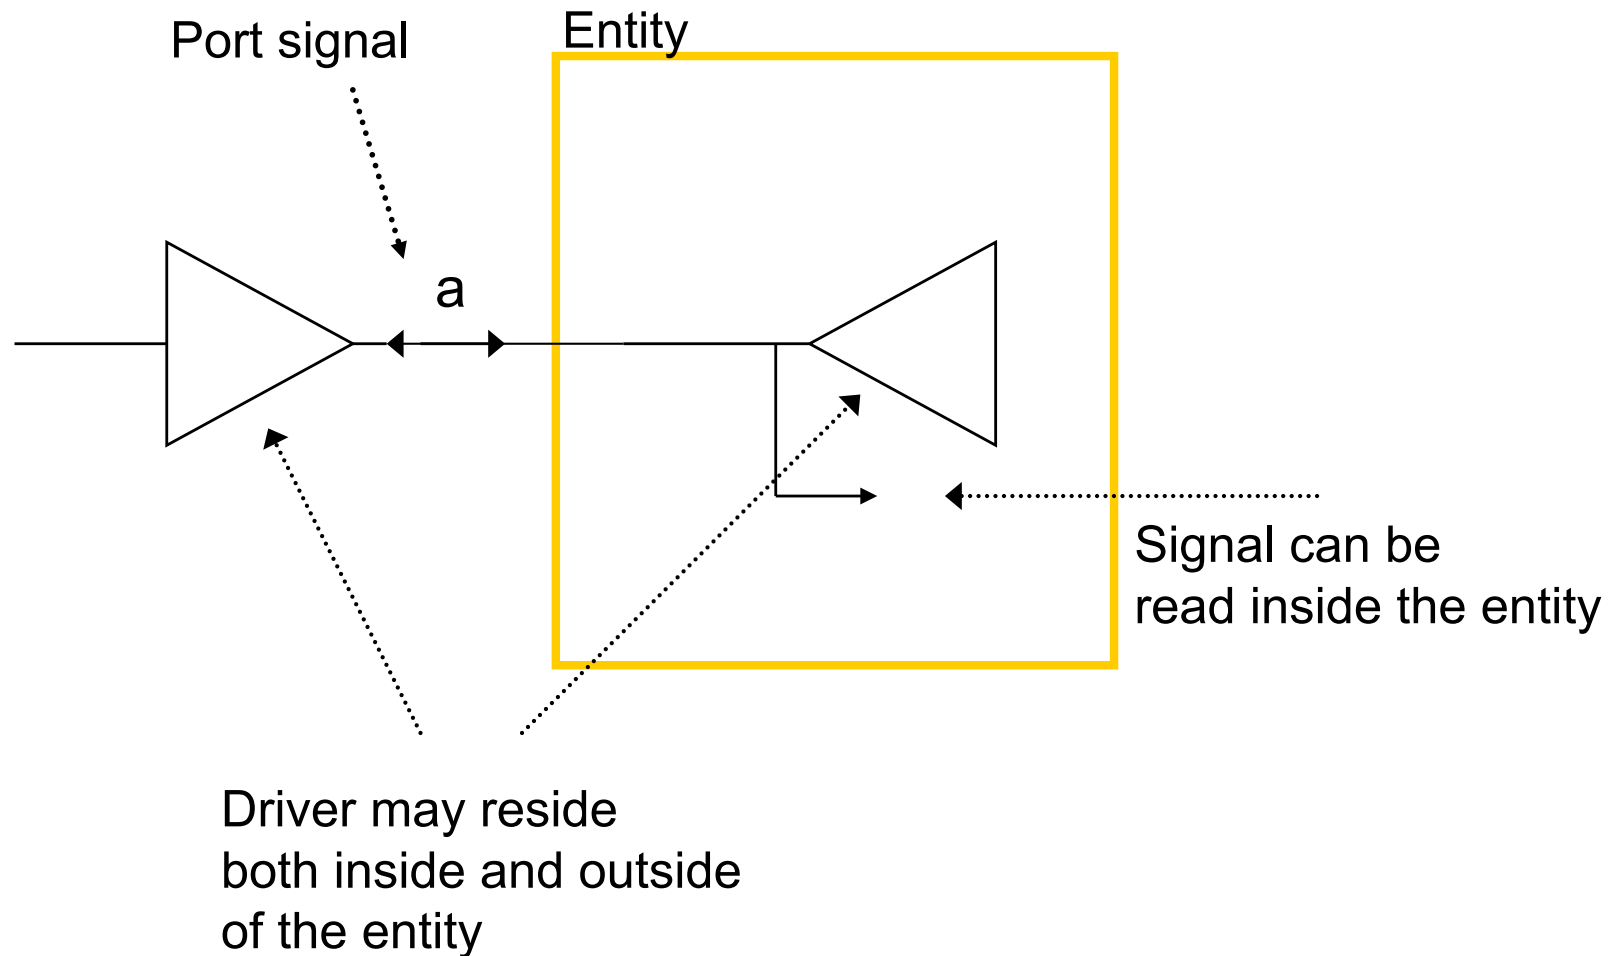 Port signal
Entity
a
Signal can be
read inside the entity
Driver may reside
both inside and outside
of the entity